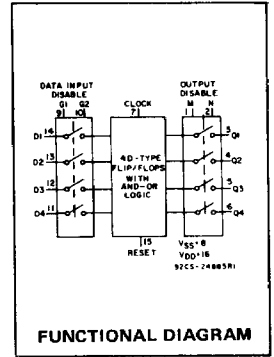 DATA INPUT DISABLE
G1 G2
9 10
CLOCK
7
OUTPUT DISABLE
M N
1 2
D1 14
3 Q1
D2 13
4 Q2
D3 12
5 Q3
D4 11
6 Q4
4D-TYPE
FLIP/FLOPS
WITH
AND-OR
LOGIC
15
RESET
VSS=8
VDD=16
92CS-24885R1
FUNCTIONAL DIAGRAM